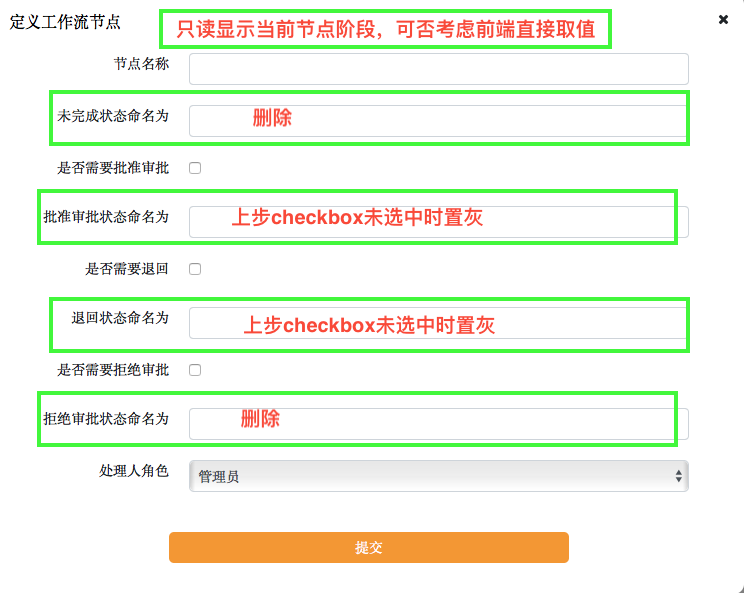 定义工作流节点
只读显示当前节点阶段，可否考虑前端直接取值
节点名称
未完成状态命名为 删除
是否需要批准审批
批准审批状态命名为 上步checkbox未选中时置灰
是否需要退回
退回状态命名为 上步checkbox未选中时置灰
是否需要拒绝审批
拒绝审批状态命名为 删除
处理人角色 管理员
提交